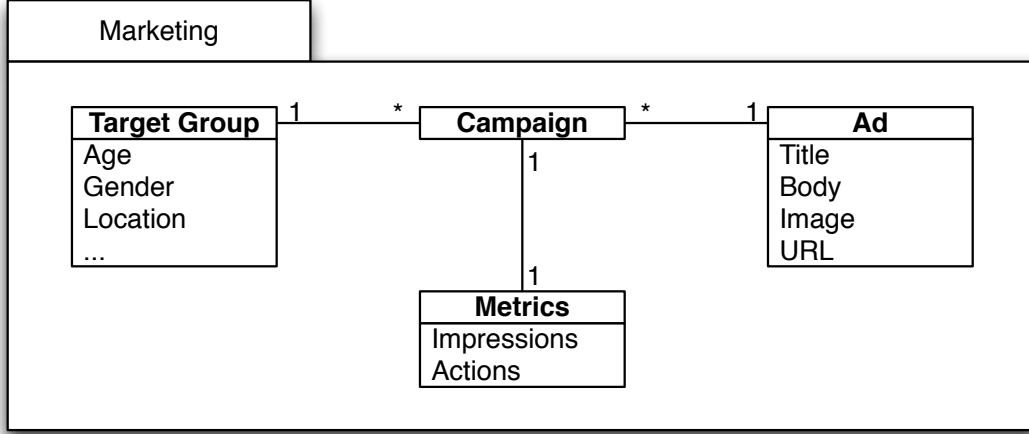 Marketing
Target Group
1
*
Campaign
*
1
Ad
Age
Gender
Location
...
1
Title
Body
Image
URL
1
Metrics
Impressions
Actions